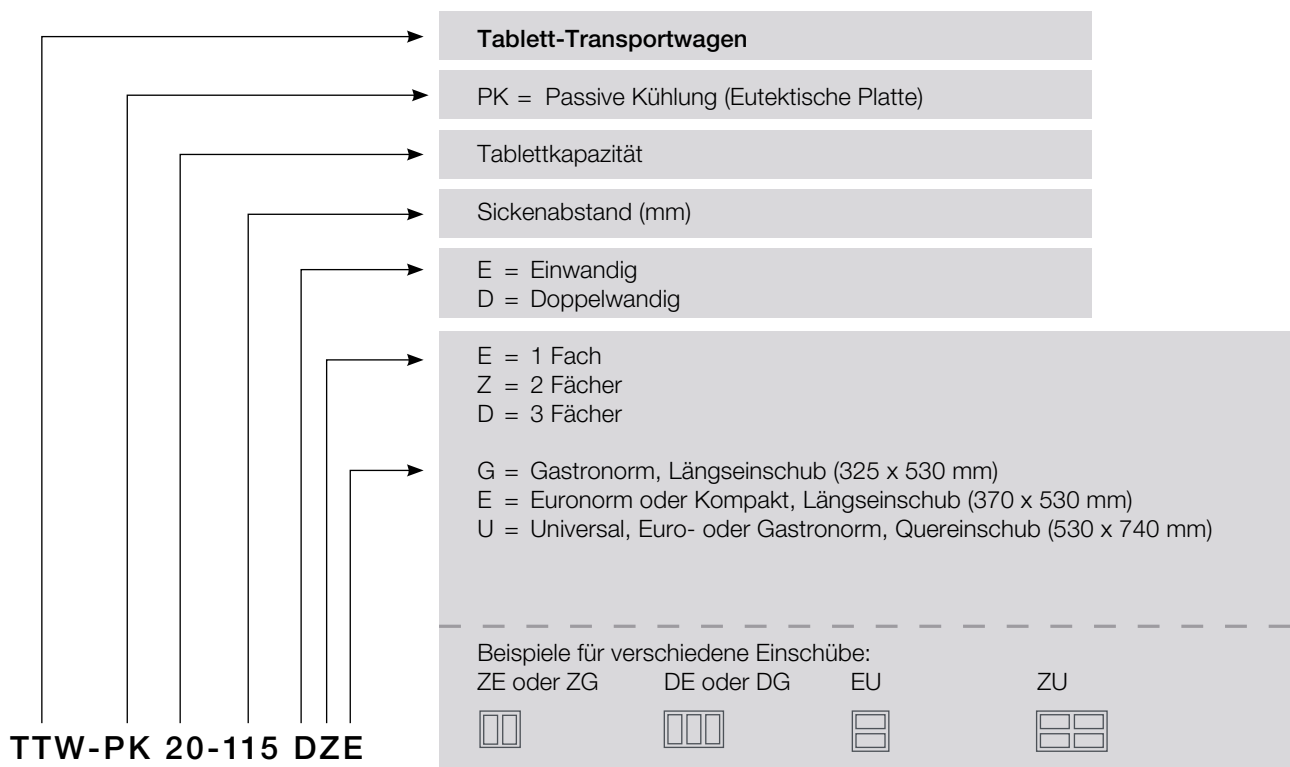 Tablett-Transportwagen
PK = Passive Kühlung (Eutektische Platte)
Tablettkapazität
Sickenabstand (mm)
E = Einwandig
D = Doppelwandig
E = 1 Fach
Z = 2 Fächer
D = 3 Fächer
G = Gastronorm, Längseinschub (325 x 530 mm)
E = Euronorm oder Kompakt, Längseinschub (370 x 530 mm)
U = Universal, Euro- oder Gastronorm, Quereinschub (530 x 740 mm)
Beispiele für verschiedene Einschübe:
ZE oder ZG DE oder DG EU ZU
TTW-PK 20-115 DZE